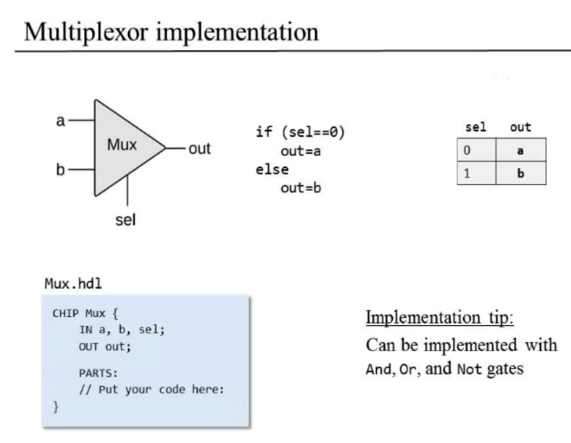 Multiplexor implementation
a
b
Mux
out
sel
if (sel==0)
out=a
else
out=b
sel out
0 a
1 b
Mux.hdl
CHIP Mux {
IN a, b, sel;
OUT out;
PARTS:
// Put your code here:
}
Implementation tip:
Can be implemented with
And, Or, and Not gates